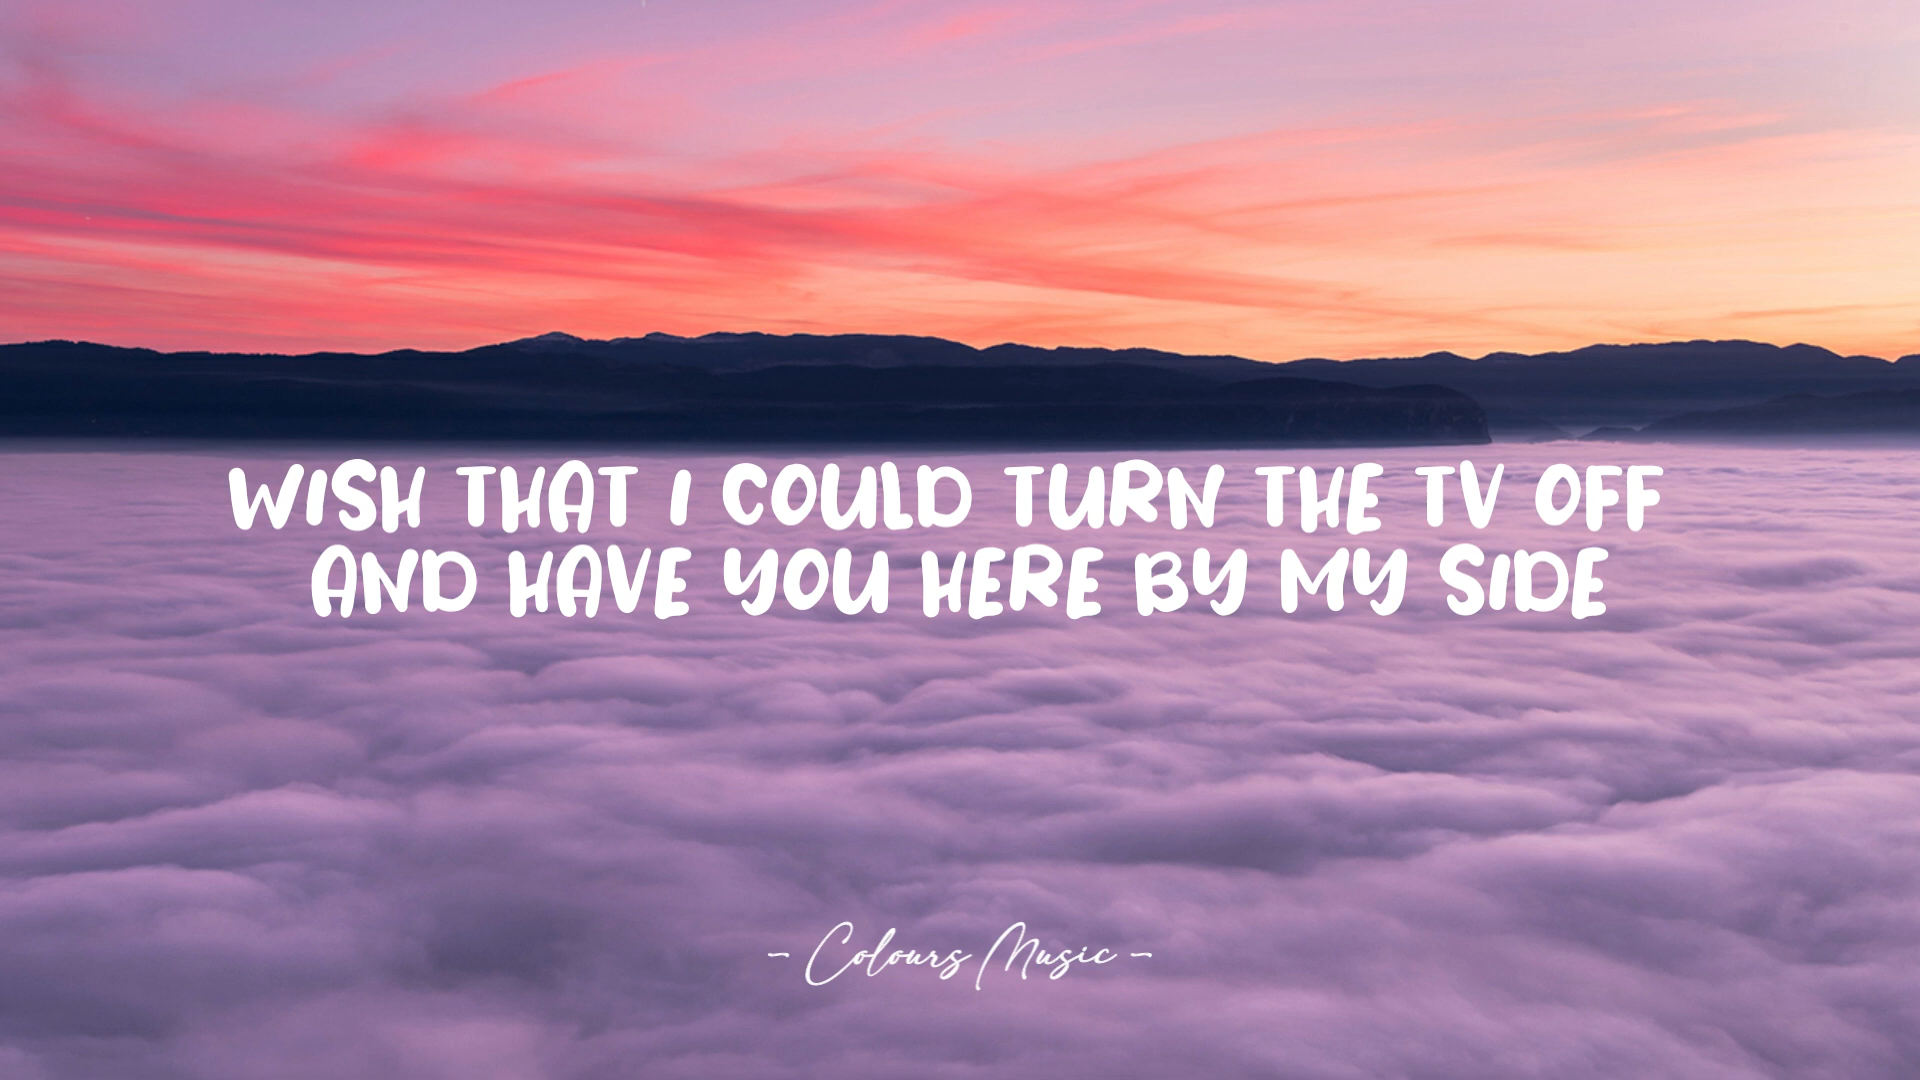 WISH THAT I COULD TURN THE TV OFF
AND HAVE YOU HERE BY MY SIDE
- Colours Music -